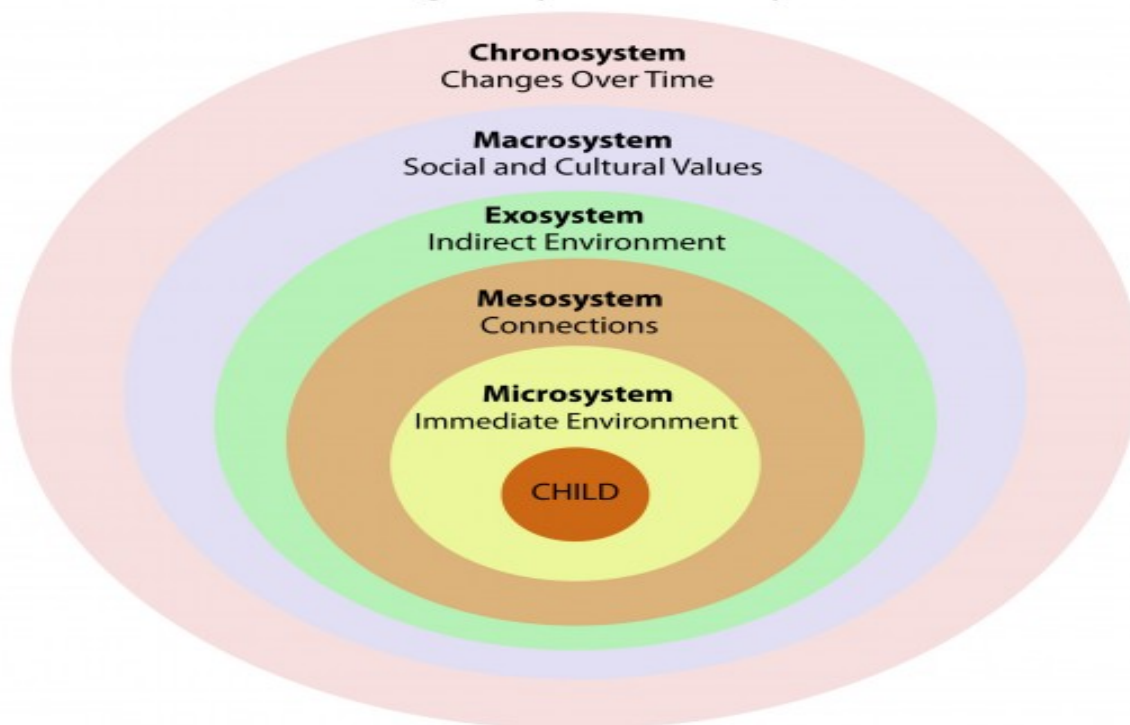 Chronosystem
Changes Over Time
Macrosystem
Social and Cultural Values
Exosystem
Indirect Environment
Mesosystem
Connections
Microsystem
Immediate Environment
CHILD